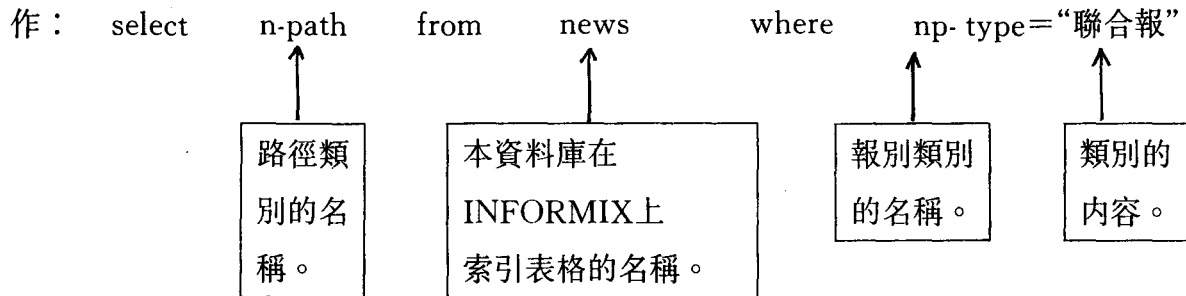 作： select n-path from news where np- type＝“聯合報”
路徑類
別的名
稱。
本資料庫在
INFORMIX上
索引表格的名稱。
報別類別
的名稱。
類別的
內容。